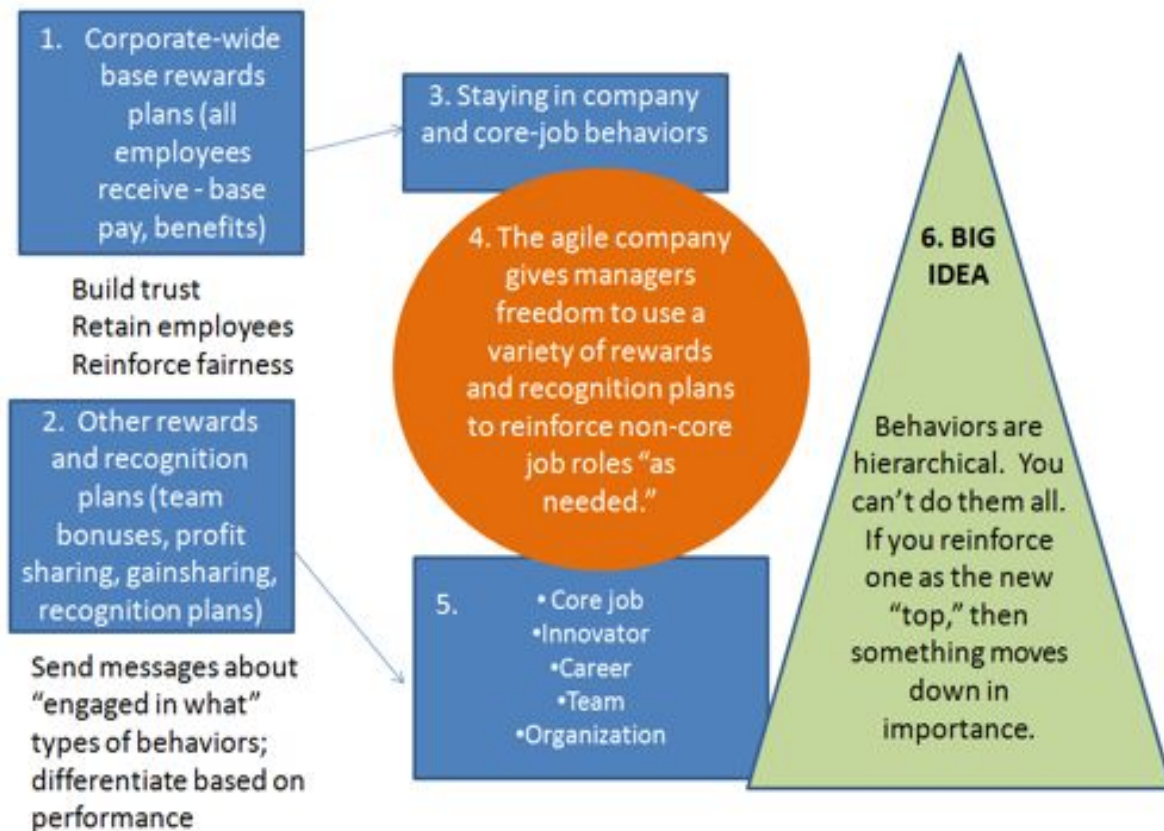 1. Corporate-wide
base rewards
plans (all
employees
receive - base
pay, benefits)
Build trust
Retain employees
Reinforce fairness
2. Other rewards
and recognition
plans (team
bonuses, profit
sharing, gainsharing,
recognition plans)
Send messages about
“engaged in what”
types of behaviors;
differentiate based on
performance
3. Staying in company
and core-job behaviors
4. The agile company
gives managers
freedom to use a
variety of rewards
and recognition plans
to reinforce non-core
job roles “as
needed.”
5.
•Core job
•Innovator
•Career
•Team
•Organization
6. BIG
IDEA
Behaviors are
hierarchical. You
can’t do them all.
If you reinforce
one as the new
“top,” then
something moves
down in
importance.